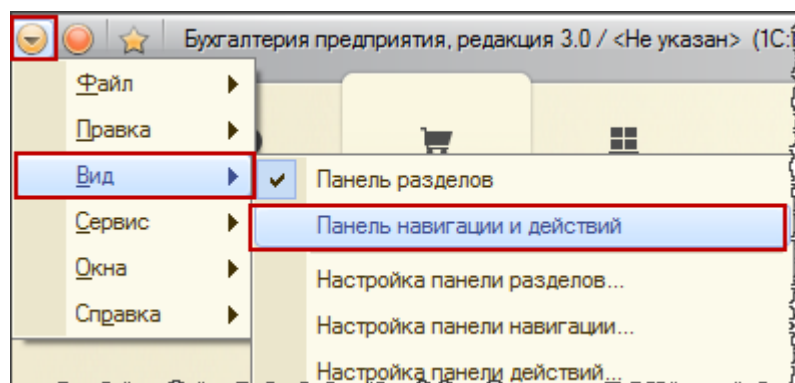 Бухгалтерия предприятия, редакция 3.0 / <Не указан> (1С:
Файл
Правка
Вид
Сервис
Окна
Справка
Панель разделов
Панель навигации и действий
Настройка панели разделов...
Настройка панели навигации...
Настройка панели действий...